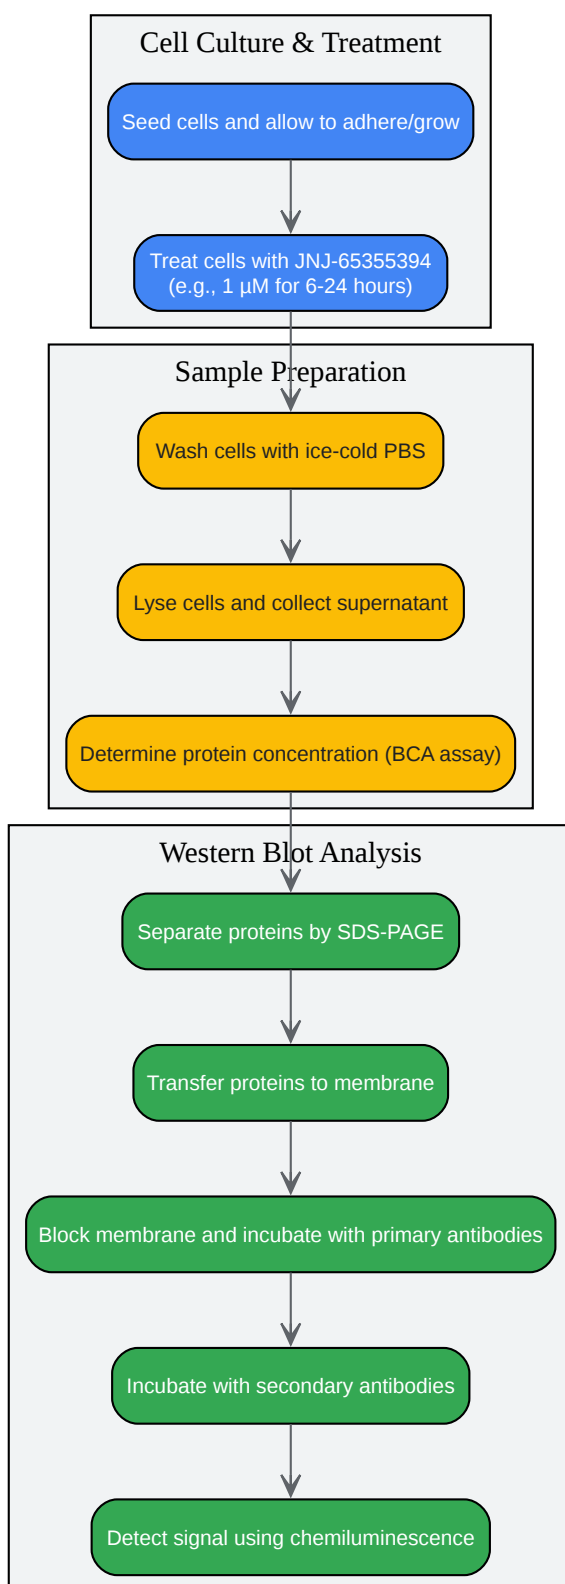 Cell Culture & Treatment
Seed cells and allow to adhere/grow
Treat cells with JNJ-65355394
(e.g., 1 µM for 6-24 hours)
Sample Preparation
Wash cells with ice-cold PBS
Lyse cells and collect supernatant
Determine protein concentration (BCA assay)
Western Blot Analysis
Separate proteins by SDS-PAGE
Transfer proteins to membrane
Block membrane and incubate with primary antibodies
Incubate with secondary antibodies
Detect signal using chemiluminescence